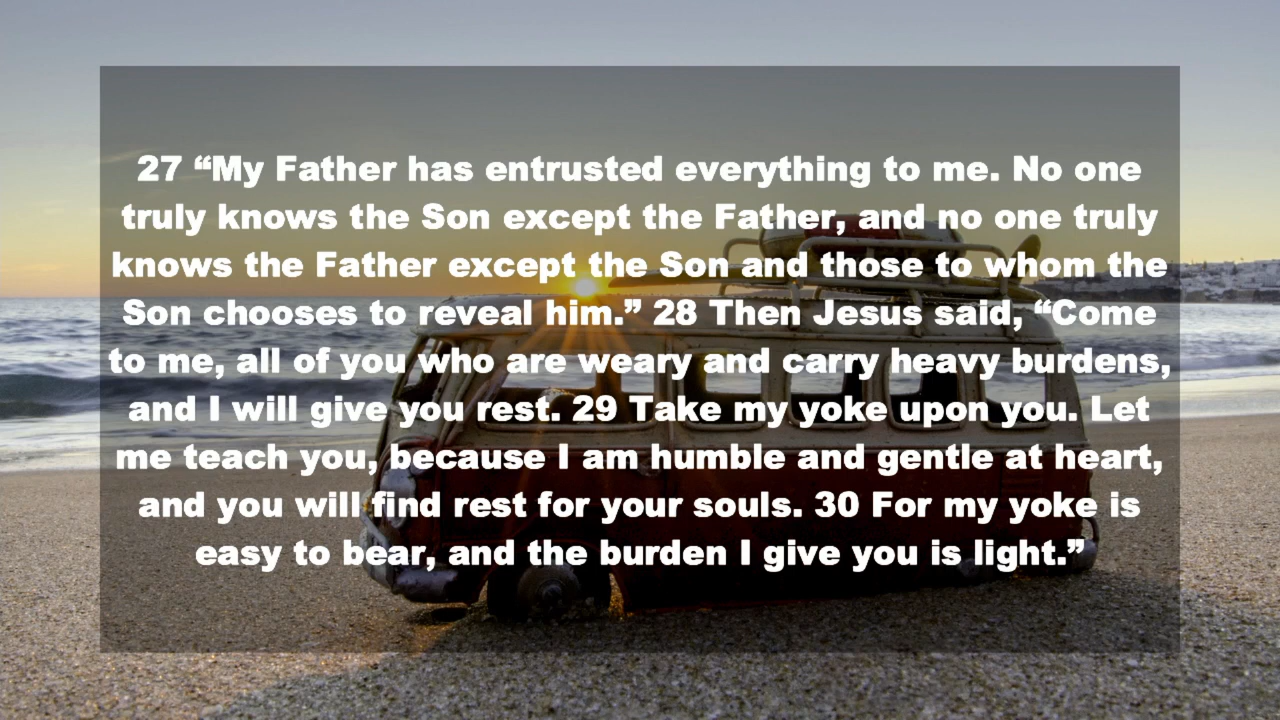 27 “My Father has entrusted everything to me. No one
truly knows the Son except the Father, and no one truly
knows the Father except the Son and those to whom the
Son chooses to reveal him.” 28 Then Jesus said, “Come
to me, all of you who are weary and carry heavy burdens,
and I will give you rest. 29 Take my yoke upon you. Let
me teach you, because I am humble and gentle at heart,
and you will find rest for your souls. 30 For my yoke is
easy to bear, and the burden I give you is light.”